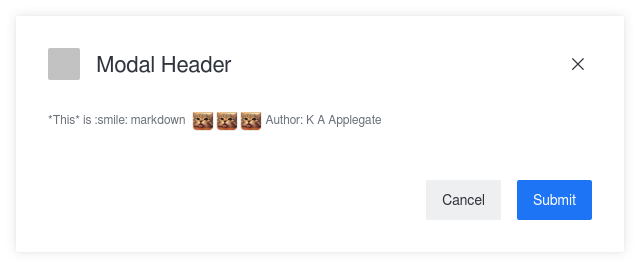 Modal Header
*This* is :smile: markdown Author: K A Applegate
Cancel Submit